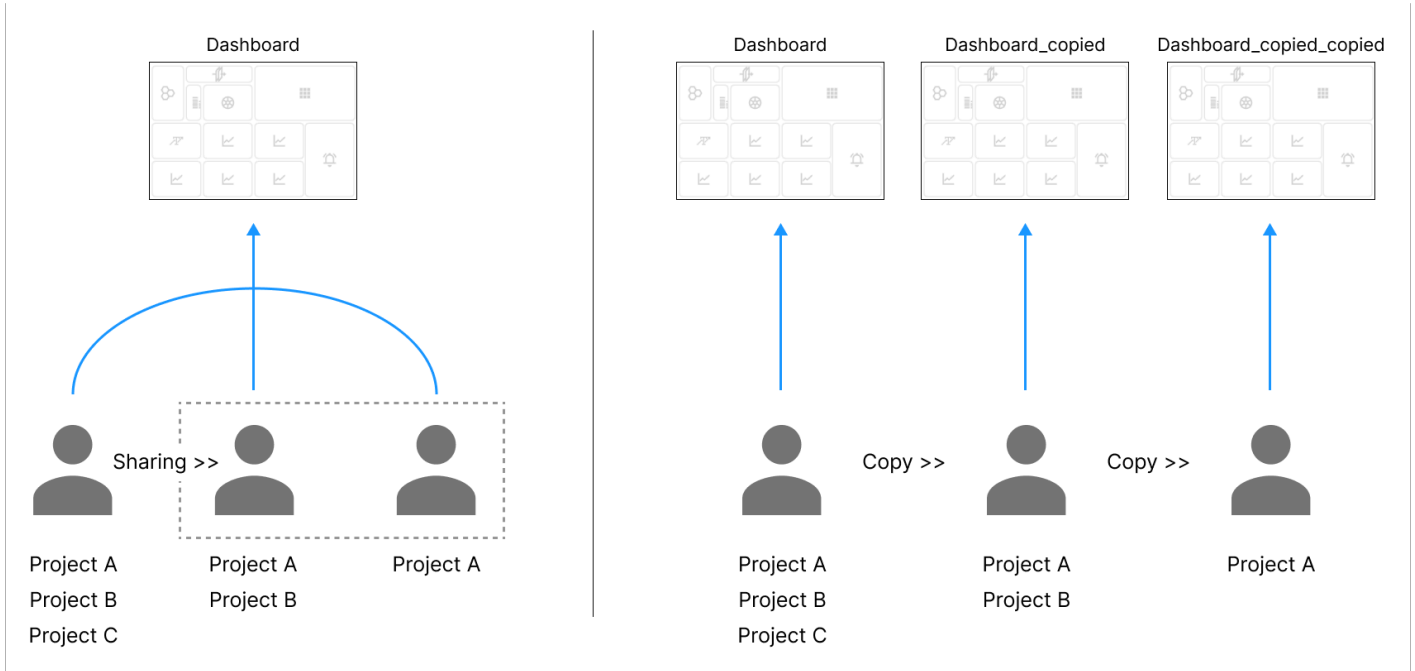 Dashboard
Sharing >>
Project A
Project B
Project C
Project A
Project B
Project A
Dashboard
Dashboard_copied
Dashboard_copied_copied
Copy >>
Copy >>
Project A
Project B
Project C
Project A
Project B
Project A